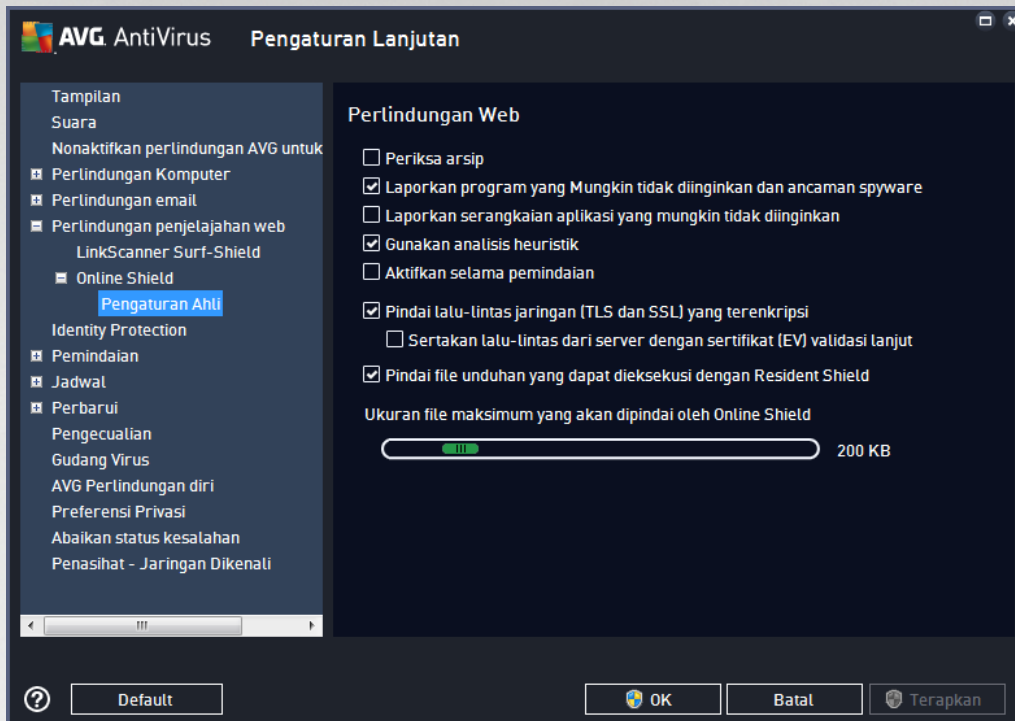 AVG AntiVirus Pengaturan Lanjutan
Tampilan
Suara
Nonaktifkan perlindungan AVG untuk
Perlindungan Komputer
Perlindungan email
Perlindungan penjelajahan web
LinkScanner Surf-Shield
Online Shield
Pengaturan Ahli
Identity Protection
Pemindaian
Jadwal
Perbarui
Pengecualian
Gudang Virus
AVG Perlindungan diri
Preferensi Privasi
Abaikan status kesalahan
Penasihat - Jaringan Dikenali
Perlindungan Web
Periksa arsip
Laporkan program yang Mungkin tidak diinginkan dan ancaman spyware
Laporkan serangkaian aplikasi yang mungkin tidak diinginkan
Gunakan analisis heuristik
Aktifkan selama pemindaian
Pindai lalu-lintas jaringan (TLS dan SSL) yang terenkripsi
Sertakan lalu-lintas dari server dengan sertifikat (EV) validasi lanjut
Pindai file unduhan yang dapat dieksekusi dengan Resident Shield
Ukuran file maksimum yang akan dipindai oleh Online Shield
200 KB
Default
OK
Batal
Terapkan